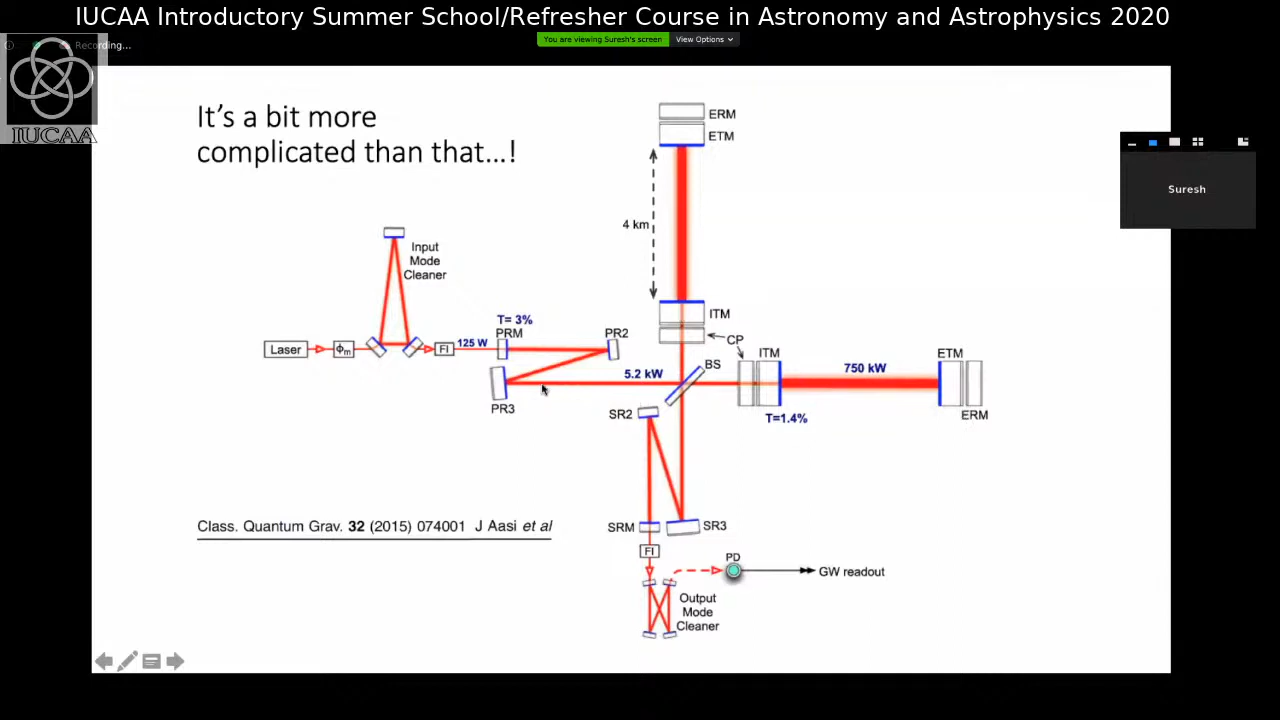 IUCAA Introductory Summer School/Refresher Course in Astronomy and Astrophysics 2020
Recording...
You are viewing Suresh's screen
View Options
IUCAA
Suresh
It's a bit more
complicated than that...!
ERM
ETM
4 km
Input
Mode
Cleaner
ITM
CP
T= 3%
PRM
PR2
Laser
Φm
FI
125 W
5.2 kW
BS
ITM
750 kW
ETM
PR3
SR2
T=1.4%
ERM
Class. Quantum Grav. 32 (2015) 074001 J Aasi et al
SRM
SR3
FI
PD
GW readout
Output
Mode
Cleaner